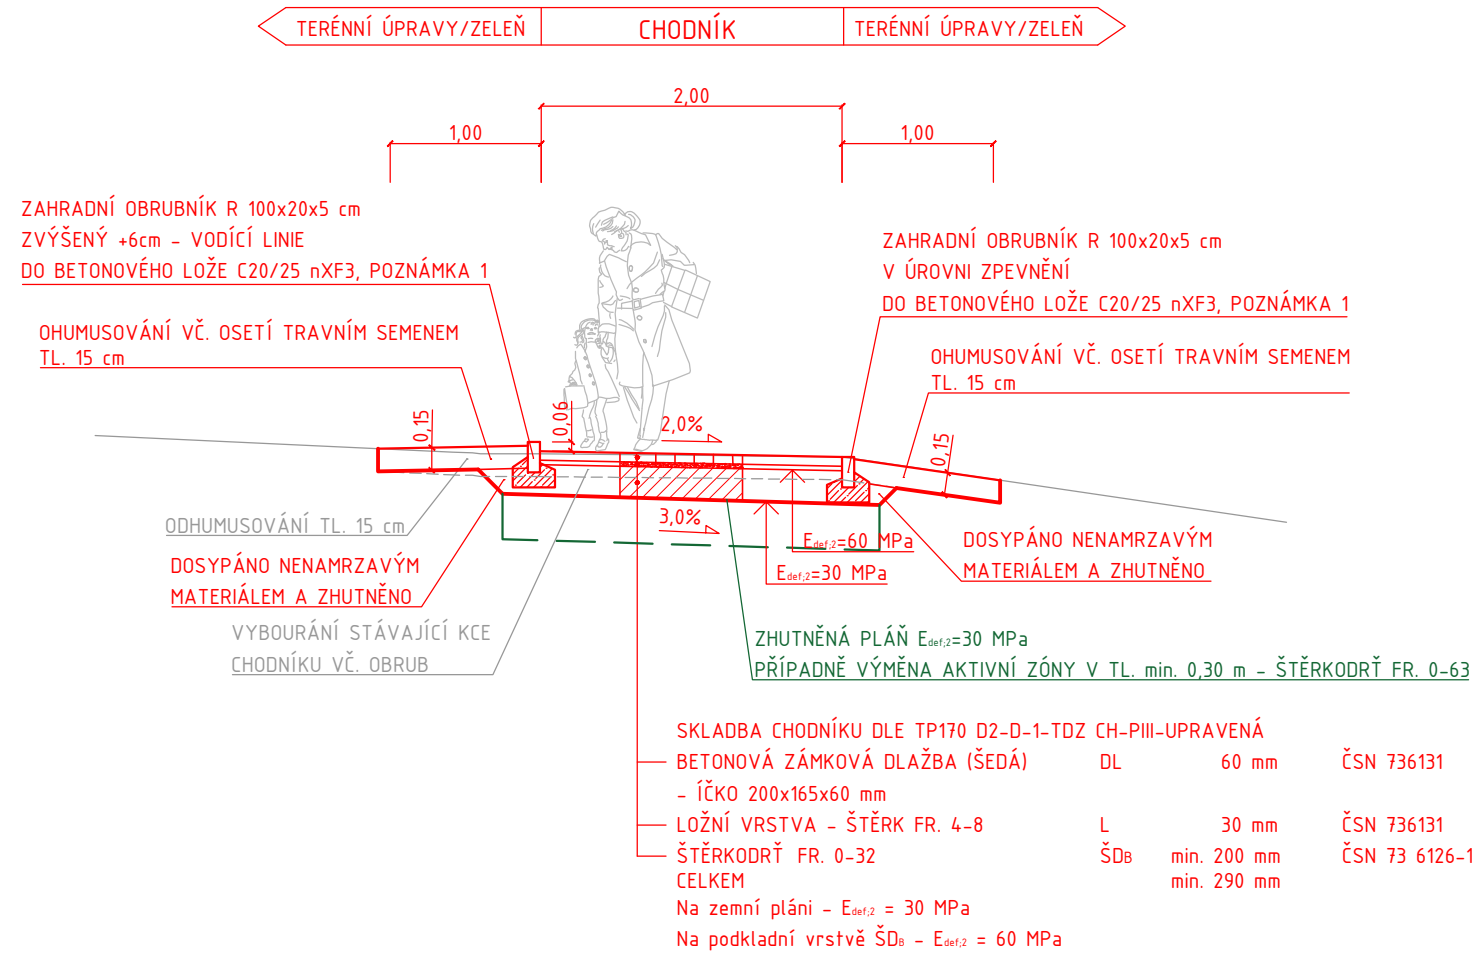 TERÉNNÍ ÚPRAVY/ZELEŇ
CHODNÍK
TERÉNNÍ ÚPRAVY/ZELEŇ
2,00
1,00
1,00
ZAHRADNÍ OBRUBNÍK R 100x20x5 cm
ZVÝŠENÝ +6cm - VODÍCÍ LINIE
DO BETONOVÉHO LOŽE C20/25 nXF3, POZNÁMKA 1
ZAHRADNÍ OBRUBNÍK R 100x20x5 cm
V ÚROVNI ZPEVNĚNÍ
DO BETONOVÉHO LOŽE C20/25 nXF3, POZNÁMKA 1
OHUMUSOVÁNÍ VČ. OSETÍ TRAVNÍM SEMENEM
TL. 15 cm
OHUMUSOVÁNÍ VČ. OSETÍ TRAVNÍM SEMENEM
TL. 15 cm
0,15
0,06
2,0%
0,15
ODHUMUSOVÁNÍ TL. 15 cm
3,0%
Edef;2=60 MPa
Edef;2=30 MPa
DOSYPÁNO NENAMRZAVÝM
MATERIÁLEM A ZHUTNĚNO
DOSYPÁNO NENAMRZAVÝM
MATERIÁLEM A ZHUTNĚNO
VYBOURÁNÍ STÁVAJÍCÍ KCE
CHODNÍKU VČ. OBRUB
ZHUTNĚNÁ PLÁŇ Edef;2=30 MPa
PŘÍPADNĚ VÝMĚNA AKTIVNÍ ZÓNY V TL. min. 0,30 m - ŠTĚRKODRŤ FR. 0-63
SKLADBA CHODNÍKU DLE TP170 D2-D-1-TDZ CH-PIII-UPRAVENÁ
BETONOVÁ ZÁMKOVÁ DLAŽBA (ŠEDÁ) DL 60 mm ČSN 736131
- ÍČKO 200x165x60 mm
LOŽNÍ VRSTVA - ŠTĚRK FR. 4-8 L 30 mm ČSN 736131
ŠTĚRKODRŤ FR. 0-32 ŠDB min. 200 mm ČSN 73 6126-1
CELKEM min. 290 mm
Na zemní pláni - Edef;2 = 30 MPa
Na podkladní vrstvě ŠDB - Edef;2 = 60 MPa